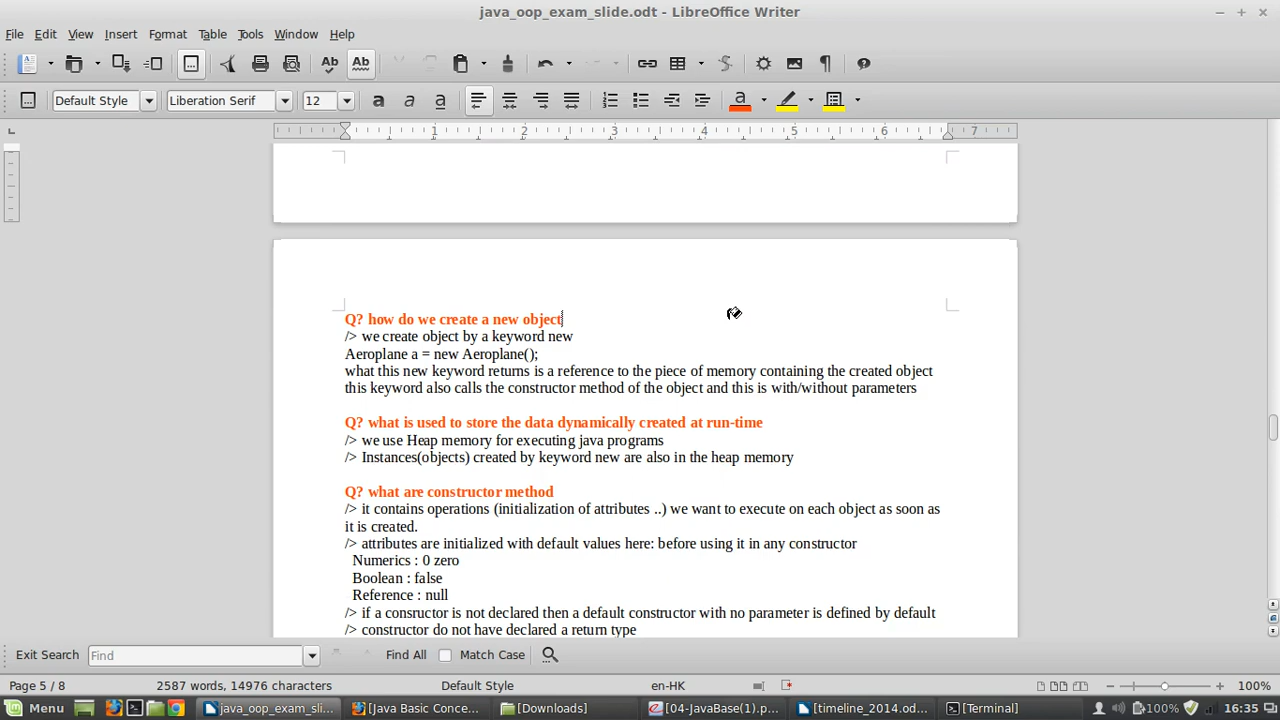 java_oop_exam_slide.odt - LibreOffice Writer
File Edit View Insert Format Table Tools Window Help
Default Style Liberation Serif 12 a a a a
1 2 3 4 5 6 7
Q? how do we create a new object
/> we create object by a keyword new
Aeroplane a = new Aeroplane();
what this new keyword returns is a reference to the piece of memory containing the created object
this keyword also calls the constructor method of the object and this is with/without parameters
Q? what is used to store the data dynamically created at run-time
/> we use Heap memory for executing java programs
/> Instances(objects) created by keyword new are also in the heap memory
Q? what are constructor method
/> it contains operations (initialization of attributes ..) we want to execute on each object as soon as
it is created.
/> attributes are initialized with default values here: before using it in any constructor
Numerics : 0 zero
Boolean : false
Reference : null
/> if a consructor is not declared then a default constructor with no parameter is defined by default
/> constructor do not have declared a return type
Exit Search Find Find All Match Case
Page 5 / 8 2587 words, 14976 characters Default Style en-HK 100%
Menu java_oop_exam_sli... [Java Basic Conce... [Downloads] [04-JavaBase(1).p... [timeline_2014.od... [Terminal] 100% 16:35